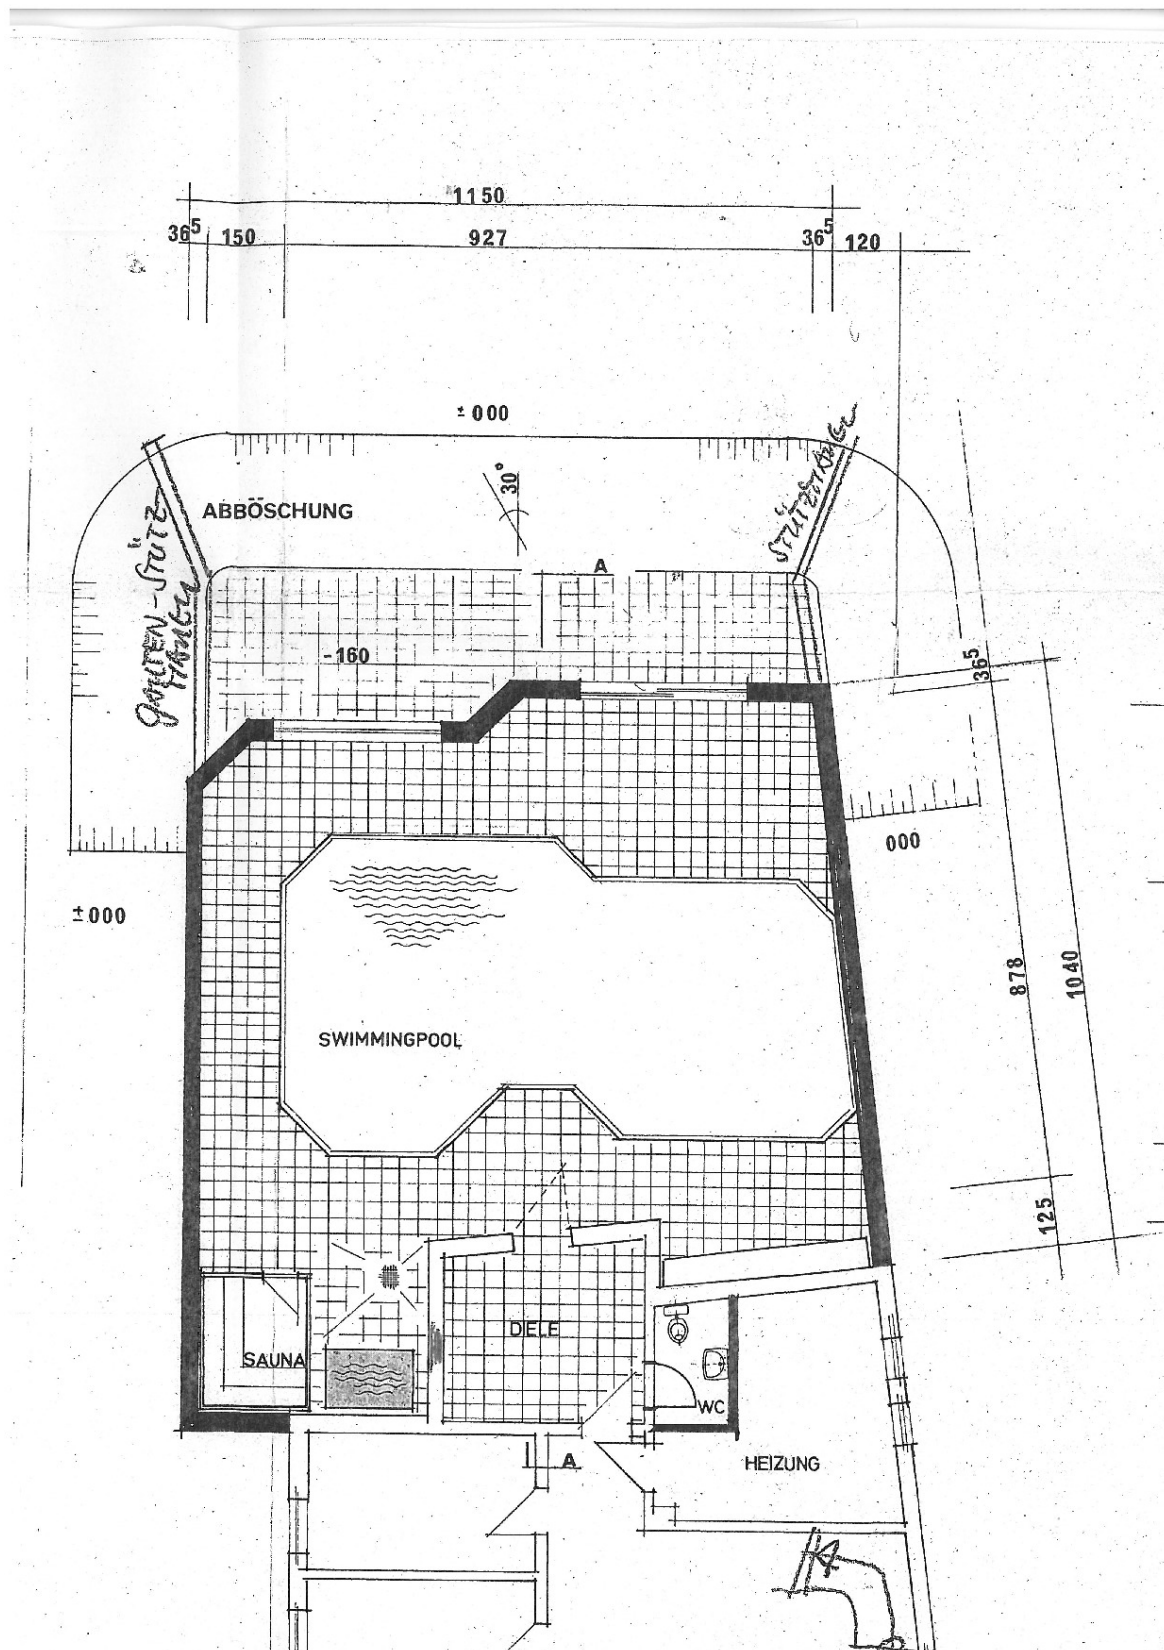 1150
36⁵ 150 927 36⁵ 120
± 000
30°
ABBÖSCHUNG
STÜTZMAUER
GARTEN-STÜTZ
MAUER
A
-160
36⁵
000
±000
878
1040
SWIMMINGPOOL
125
DIELE
SAUNA
WC
A
HEIZUNG